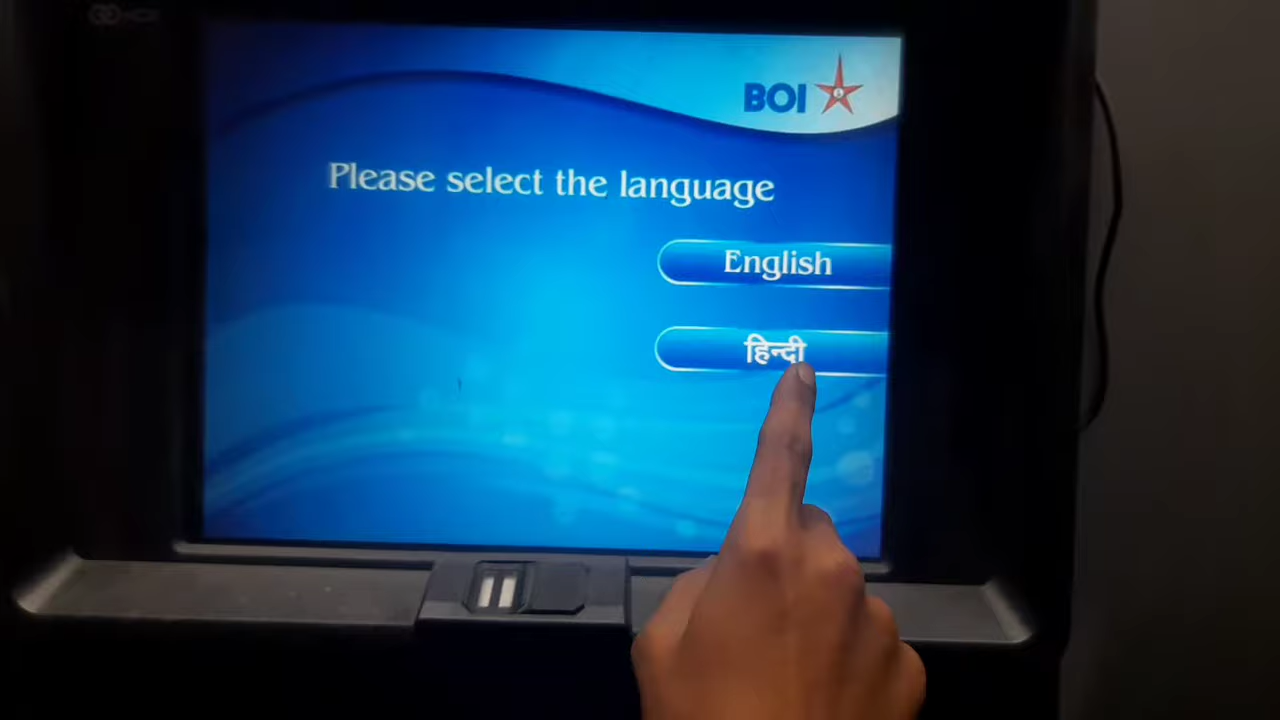 BOI
Please select the language
English
हिन्दी